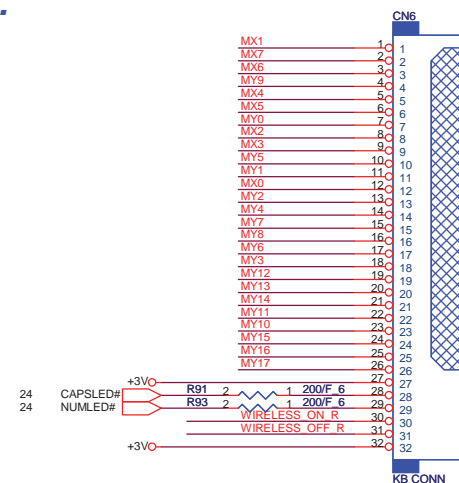 CN6
MX1 1 1
MX7 2 2
MX6 3 3
MY9 4 4
MX4 5 5
MX5 6 6
MY0 7 7
MX2 8 8
MX3 9 9
MY5 10 10
MY1 11 11
MX0 12 12
MY2 13 13
MY4 14 14
MY7 15 15
MY8 16 16
MY6 17 17
MY3 18 18
MY12 19 19
MY13 20 20
MY14 21 21
MY11 22 22
MY10 23 23
MY15 24 24
MY16 25 25
MY17 26 26
+3V 27 27
24 CAPSLED# R91 2 1 200/F_6 28 28
24 NUMLED# R93 2 1 200/F_6 29 29
WIRELESS_ON_R 30 30
WIRELESS_OFF_R 31 31
+3V 32 32
KB CONN